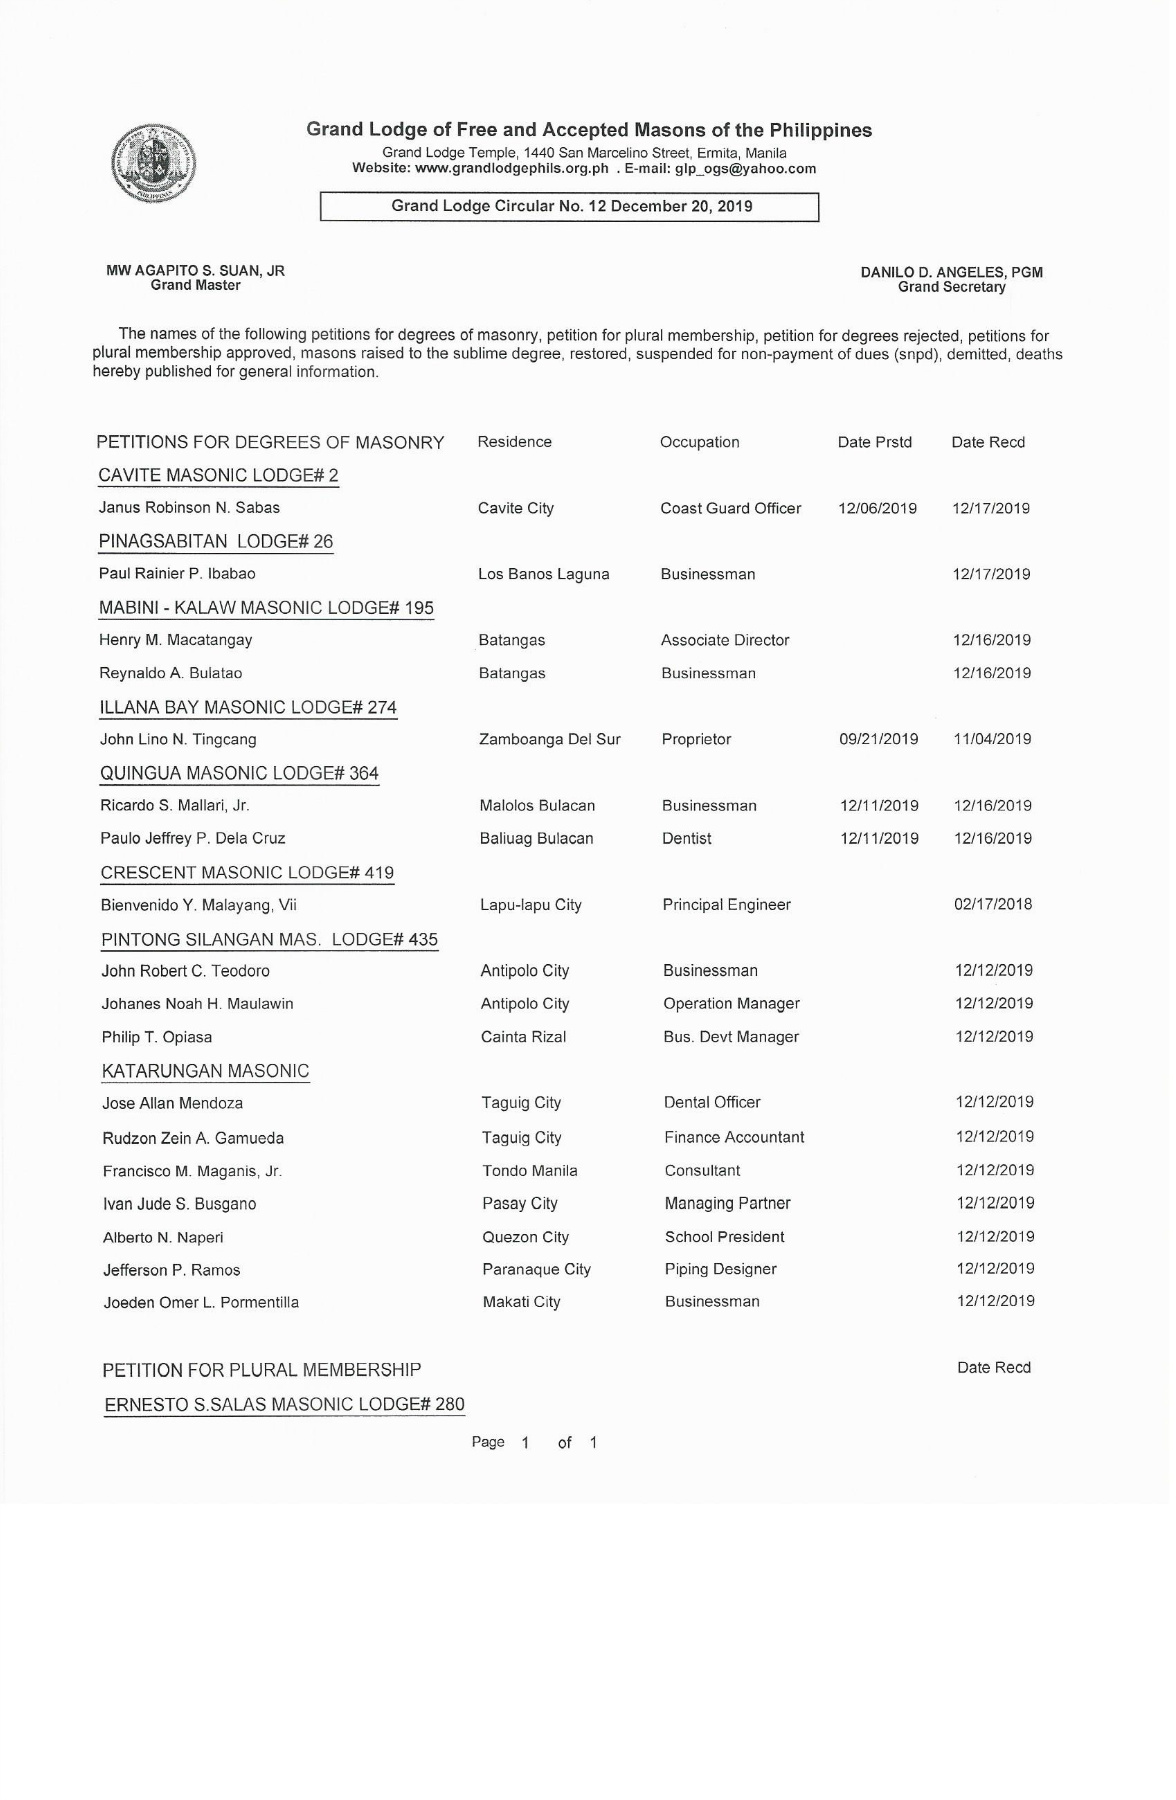 Grand Lodge of Free and Accepted Masons of the Philippines
Grand Lodge Temple, 1440 San Marcelino Street, Ermita, Manila
Website: www.grandlodgephils.org.ph . E-mail: glp_ogs@yahoo.com
Grand Lodge Circular No. 12 December 20, 2019
MW AGAPITO S. SUAN, JR DANILO D. ANGELES, PGM
Grand Master Grand Secretary
The names of the following petitions for degrees of masonry, petition for plural membership, petition for degrees rejected, petitions for
plural membership approved, masons raised to the sublime degree, restored, suspended for non-payment of dues (snpd), demitted, deaths
hereby published for general information.
PETITIONS FOR DEGREES OF MASONRY Residence Occupation Date Prstd Date Recd
CAVITE MASONIC LODGE# 2
Janus Robinson N. Sabas Cavite City Coast Guard Officer 12/06/2019 12/17/2019
PINAGSABITAN LODGE# 26
Paul Rainier P. Ibabao Los Banos Laguna Businessman 12/17/2019
MABINI - KALAW MASONIC LODGE# 195
Henry M. Macatangay Batangas Associate Director 12/16/2019
Reynaldo A. Bulatao Batangas Businessman 12/16/2019
ILLANA BAY MASONIC LODGE# 274
John Lino N. Tingcang Zamboanga Del Sur Proprietor 09/21/2019 11/04/2019
QUINGUA MASONIC LODGE# 364
Ricardo S. Mallari, Jr. Malolos Bulacan Businessman 12/11/2019 12/16/2019
Paulo Jeffrey P. Dela Cruz Baliuag Bulacan Dentist 12/11/2019 12/16/2019
CRESCENT MASONIC LODGE# 419
Bienvenido Y. Malayang, Vii Lapu-lapu City Principal Engineer 02/17/2018
PINTONG SILANGAN MAS. LODGE# 435
John Robert C. Teodoro Antipolo City Businessman 12/12/2019
Johanes Noah H. Maulawin Antipolo City Operation Manager 12/12/2019
Philip T. Opiasa Cainta Rizal Bus. Devt Manager 12/12/2019
KATARUNGAN MASONIC
Jose Allan Mendoza Taguig City Dental Officer 12/12/2019
Rudzon Zein A. Gamueda Taguig City Finance Accountant 12/12/2019
Francisco M. Maganis, Jr. Tondo Manila Consultant 12/12/2019
Ivan Jude S. Busgano Pasay City Managing Partner 12/12/2019
Alberto N. Naperi Quezon City School President 12/12/2019
Jefferson P. Ramos Paranaque City Piping Designer 12/12/2019
Joeden Omer L. Pormentilla Makati City Businessman 12/12/2019
PETITION FOR PLURAL MEMBERSHIP Date Recd
ERNESTO S.SALAS MASONIC LODGE# 280
Page 1 of 1